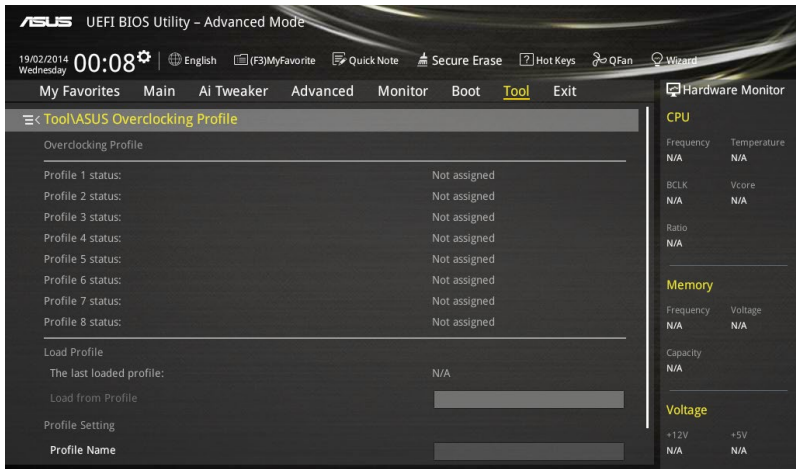 ASUS UEFI BIOS Utility – Advanced Mode
19/02/2014
Wednesday
00:08
English
(F3)MyFavorite
Quick Note
Secure Erase
? Hot Keys
QFan
Wizard
My Favorites Main Ai Tweaker Advanced Monitor Boot Tool Exit
Tool\ASUS Overclocking Profile
Overclocking Profile
Profile 1 status: Not assigned
Profile 2 status: Not assigned
Profile 3 status: Not assigned
Profile 4 status: Not assigned
Profile 5 status: Not assigned
Profile 6 status: Not assigned
Profile 7 status: Not assigned
Profile 8 status: Not assigned
Load Profile
The last loaded profile: N/A
Load from Profile
Profile Setting
Profile Name
Hardware Monitor
CPU
Frequency Temperature
N/A N/A
BCLK Vcore
N/A N/A
Ratio
N/A
Memory
Frequency Voltage
N/A N/A
Capacity
N/A
Voltage
+12V +5V
N/A N/A